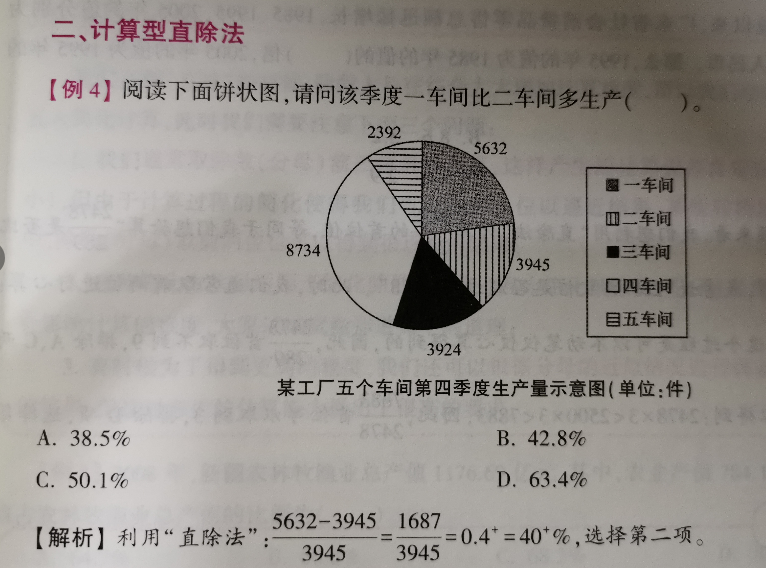 二、计算型直除法
【例4】阅读下面饼状图,请问该季度一车间比二车间多生产(　　)。
2392
5632
8734
3945
3924
一车间
二车间
三车间
四车间
五车间
某工厂五个车间第四季度生产量示意图(单位:件)
A. 38.5%
B. 42.8%
C. 50.1%
D. 63.4%
【解析】利用“直除法”:(5632−3945)/3945=1687/3945=0.4⁺=40⁺%,选择第二项。